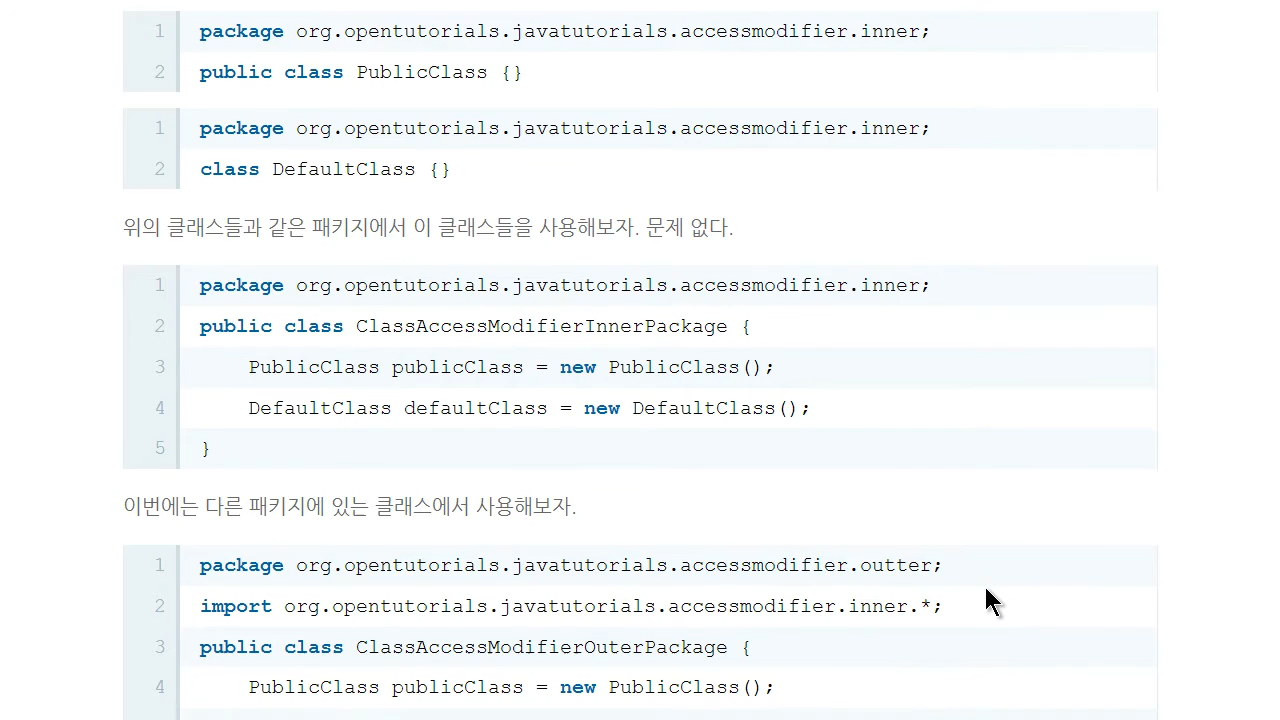 1 package org.opentutorials.javatutorials.accessmodifier.inner;
2 public class PublicClass {}
1 package org.opentutorials.javatutorials.accessmodifier.inner;
2 class DefaultClass {}
위의 클래스들과 같은 패키지에서 이 클래스들을 사용해보자. 문제 없다.
1 package org.opentutorials.javatutorials.accessmodifier.inner;
2 public class ClassAccessModifierInnerPackage {
3 PublicClass publicClass = new PublicClass();
4 DefaultClass defaultClass = new DefaultClass();
5 }
이번에는 다른 패키지에 있는 클래스에서 사용해보자.
1 package org.opentutorials.javatutorials.accessmodifier.outter;
2 import org.opentutorials.javatutorials.accessmodifier.inner.*;
3 public class ClassAccessModifierOuterPackage {
4 PublicClass publicClass = new PublicClass();